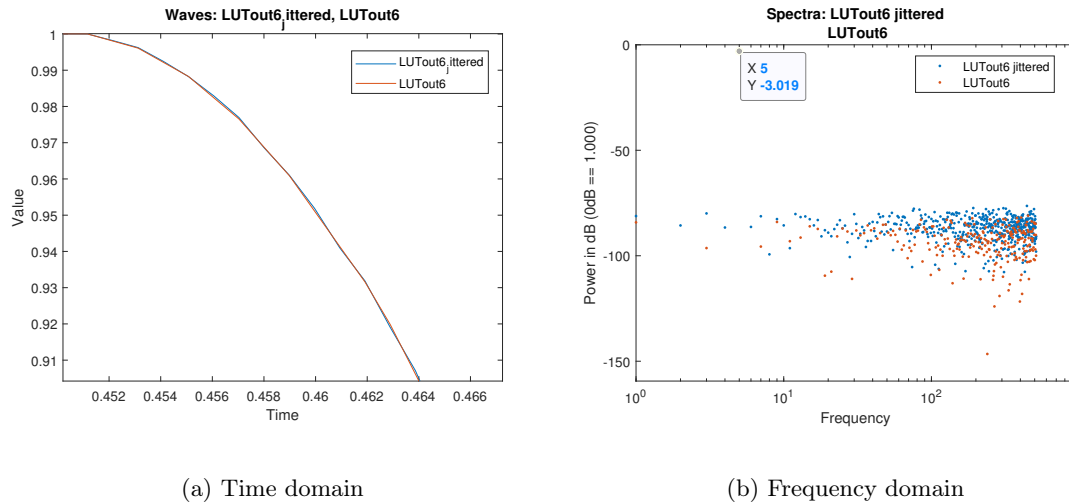 Waves: LUTout6jittered, LUTout6
1
0.99
0.98
0.97
0.96
0.95
0.94
0.93
0.92
0.91
Value
0.452 0.454 0.456 0.458 0.46 0.462 0.464 0.466
Time
LUTout6jittered
LUTout6
(a) Time domain
Spectra: LUTout6 jittered
LUTout6
0
-50
-100
-150
Power in dB (0dB == 1.000)
10^0 10^1 10^2
Frequency
X 5
Y -3.019
LUTout6 jittered
LUTout6
(b) Frequency domain